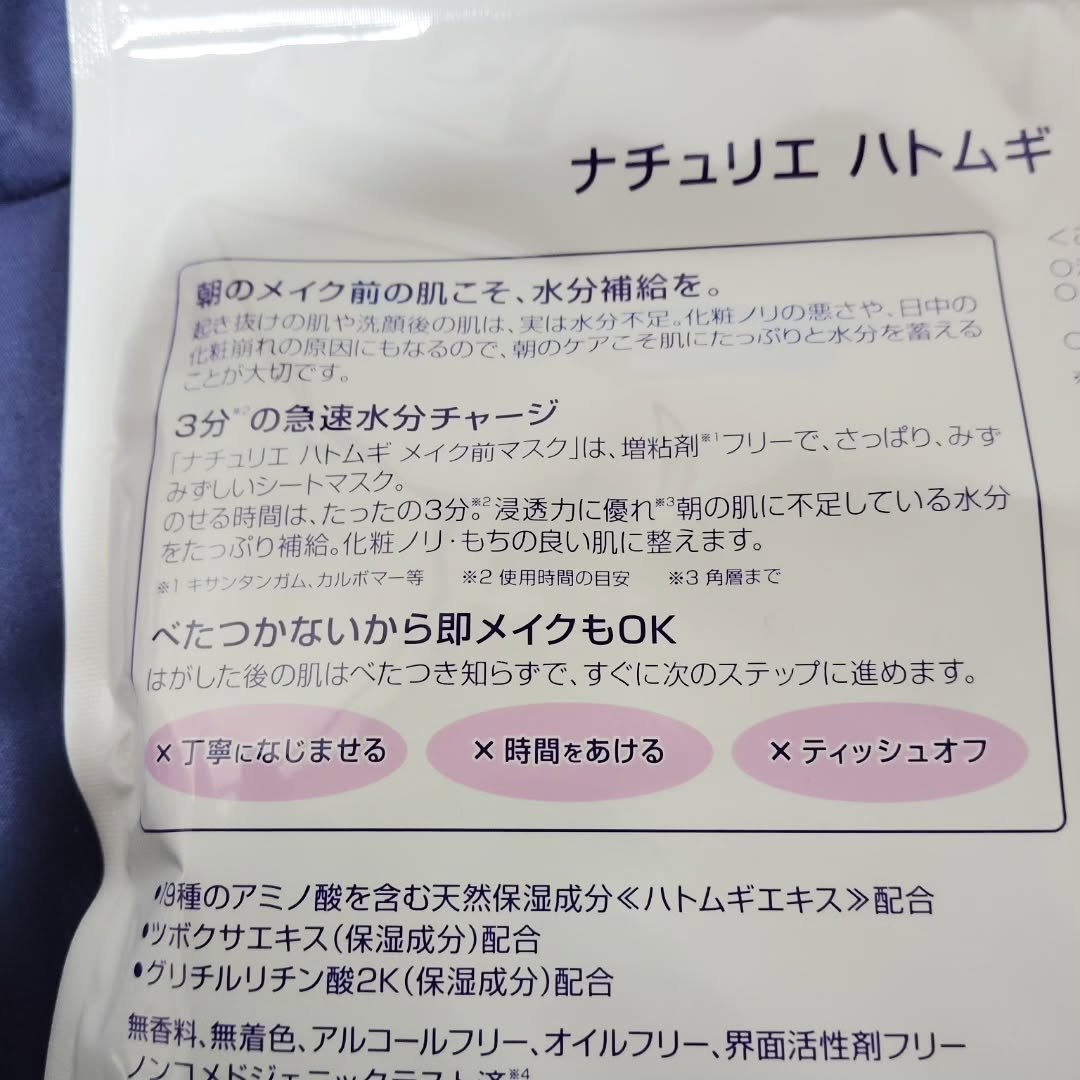 ナチュリエ ハトムギ
朝のメイク前の肌こそ、水分補給を。
起き抜けの肌や洗顔後の肌は、実は水分不足。化粧ノリの悪さや、日中の
化粧崩れの原因にもなるので、朝のケアこそ肌にたっぷりと水分を蓄える
ことが大切です。
3分※2の急速水分チャージ
「ナチュリエ ハトムギ メイク前マスク」は、増粘剤※1フリーで、さっぱり、みず
みずしいシートマスク。
のせる時間は、たったの3分※2。浸透力に優れ※3朝の肌に不足している水分
をたっぷり補給。化粧ノリ・もちの良い肌に整えます。
※1 キサンタンガム、カルボマー等 ※2 使用時間の目安 ※3 角層まで
べたつかないから即メイクもOK
はがした後の肌はべたつき知らずで、すぐに次のステップに進めます。
×丁寧になじませる ×時間をあける ×ティッシュオフ
•19種のアミノ酸を含む天然保湿成分≪ハトムギエキス≫配合
•ツボクサエキス(保湿成分)配合
•グリチルリチン酸2K(保湿成分)配合
無香料、無着色、アルコールフリー、オイルフリー、界面活性剤フリー
ノンコメドジェニックテスト済※4